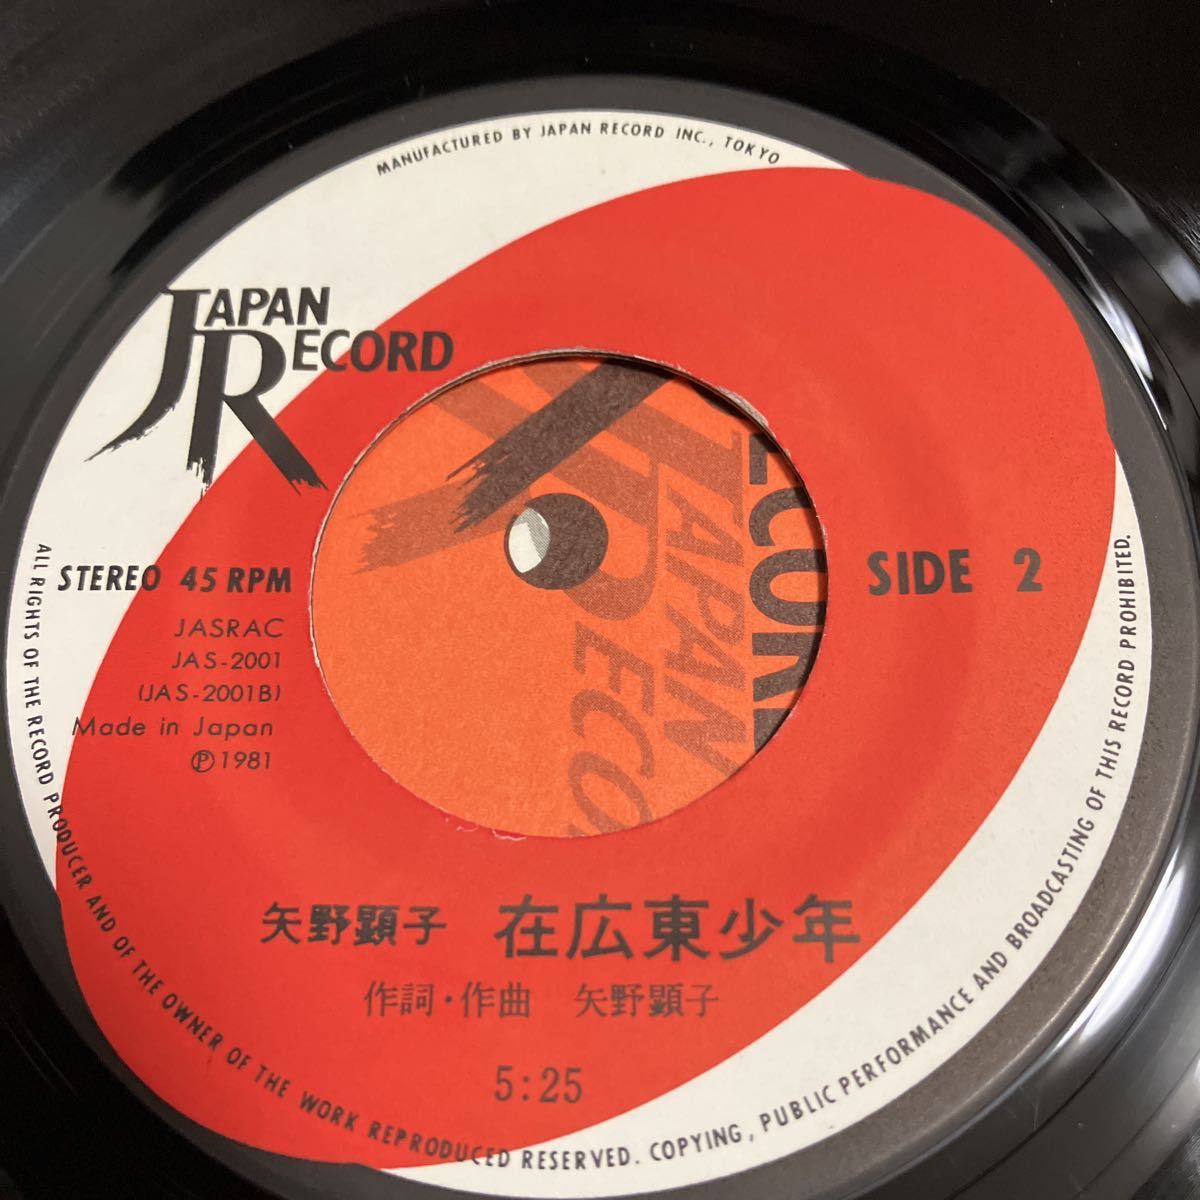 MANUFACTURED BY JAPAN RECORD INC., TOKYO
JAPAN
RECORD
STEREO 45 RPM
SIDE 2
JASRAC
JAS-2001
(JAS-2001B)
Made in Japan
Ⓟ1981
矢野顕子 在広東少年
作詞・作曲 矢野顕子
5:25
ALL RIGHTS OF THE RECORD PRODUCER AND OF THE OWNER OF THE WORK REPRODUCED RESERVED. COPYING, PUBLIC PERFORMANCE AND BROADCASTING OF THIS RECORD PROHIBITED.
JAPAN